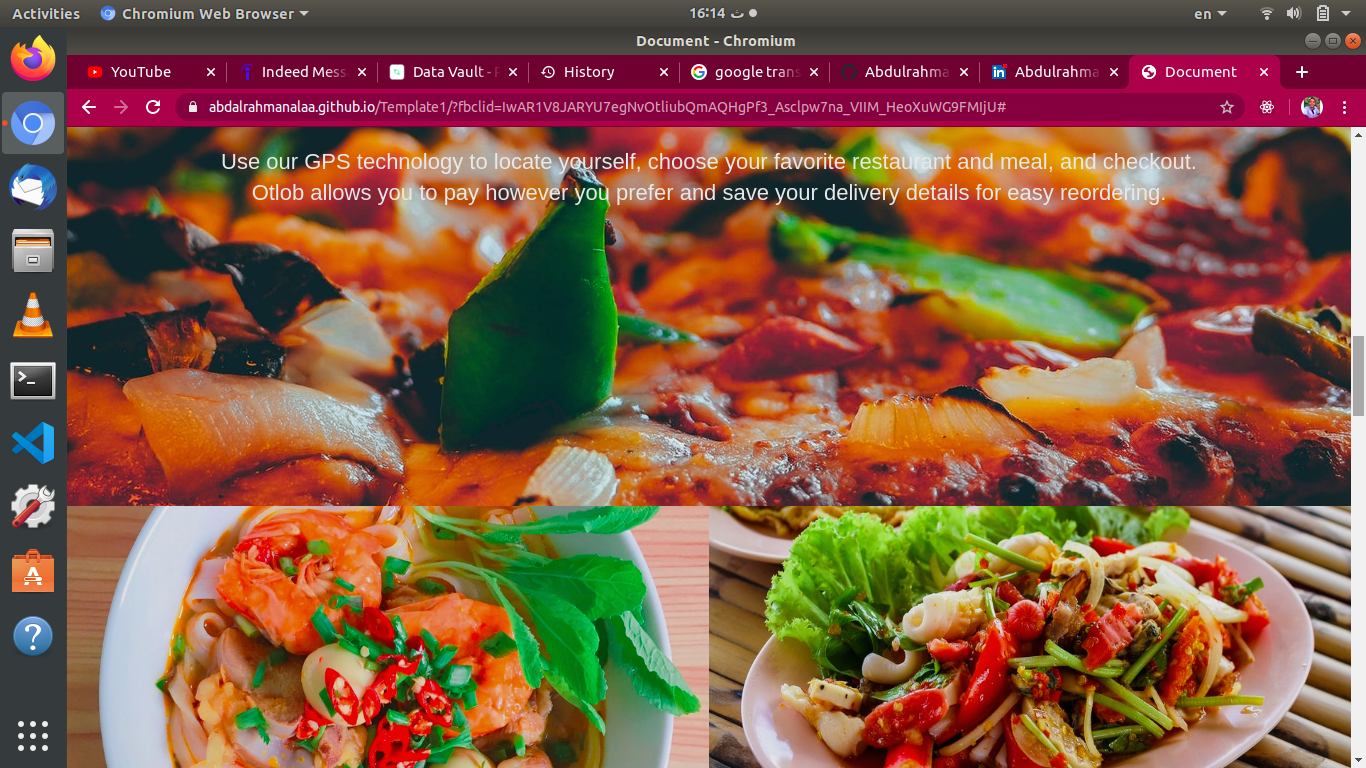 Activities
Chromium Web Browser
16:14 ث
en
Document - Chromium
YouTube
Indeed Mess
Data Vault - F
History
google trans
Abdulrahma
Abdulrahma
Document
abdalrahmanalaa.github.io/Template1/?fbclid=IwAR1V8JARYU7egNvOtliubQmAQHgPf3_Asclpw7na_VIIM_HeoXuWG9FMIjU#
Use our GPS technology to locate yourself, choose your favorite restaurant and meal, and checkout.
Otlob allows you to pay however you prefer and save your delivery details for easy reordering.